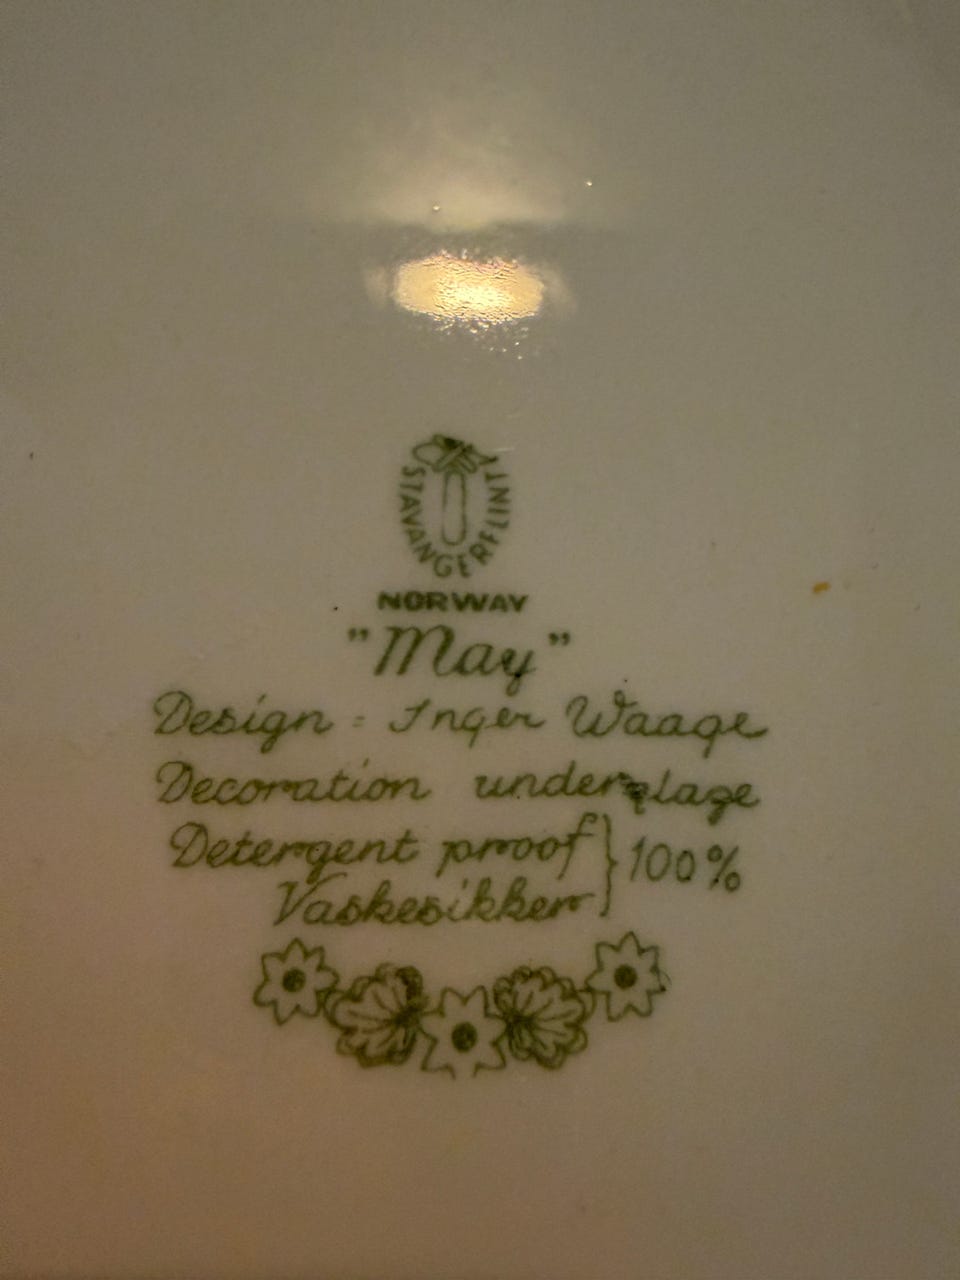 STAVANGERFLINT
NORWAY
"May"
Design = Inger Waage
Decoration underglaze
Detergent proof } 100%
Vaskesikker